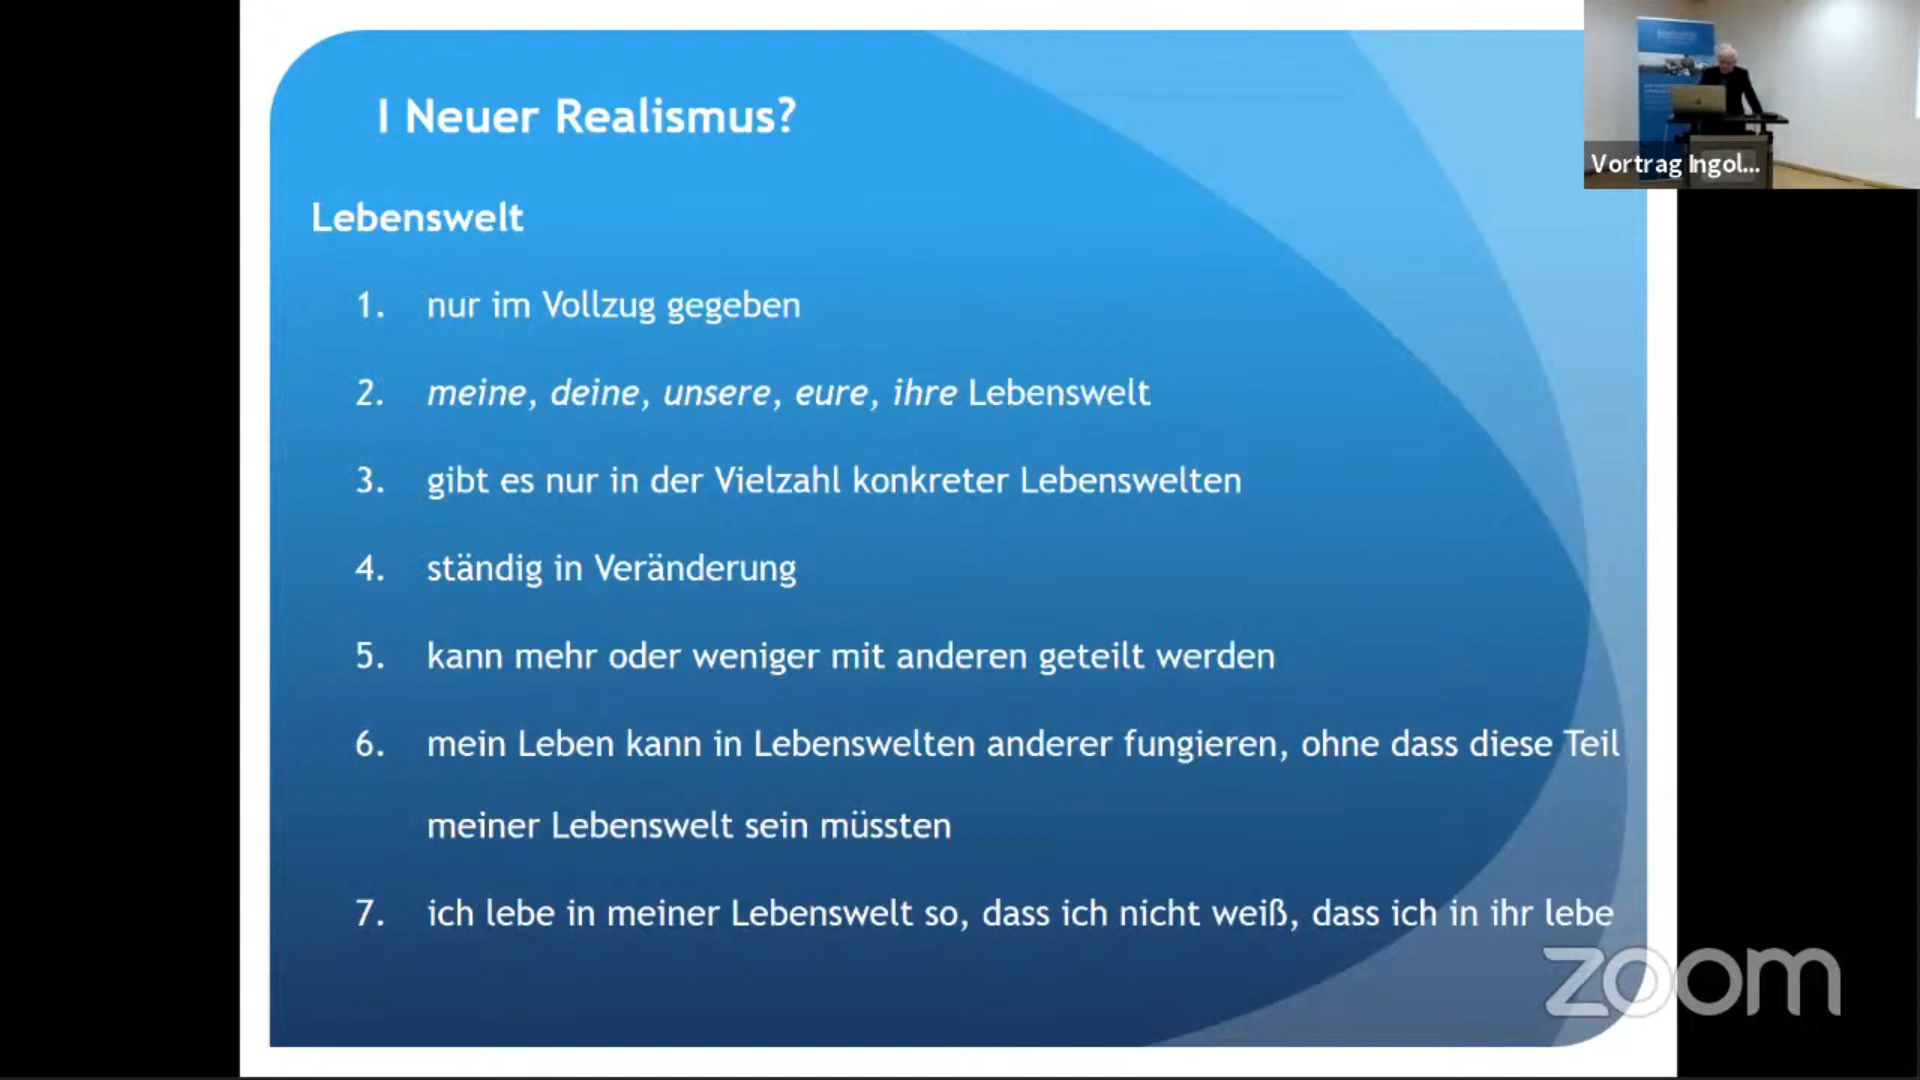 I Neuer Realismus?
Vortrag Ingol...
Lebenswelt
1. nur im Vollzug gegeben
2. meine, deine, unsere, eure, ihre Lebenswelt
3. gibt es nur in der Vielzahl konkreter Lebenswelten
4. ständig in Veränderung
5. kann mehr oder weniger mit anderen geteilt werden
6. mein Leben kann in Lebenswelten anderer fungieren, ohne dass diese Teil
meiner Lebenswelt sein müssten
7. ich lebe in meiner Lebenswelt so, dass ich nicht weiß, dass ich in ihr lebe
zoom